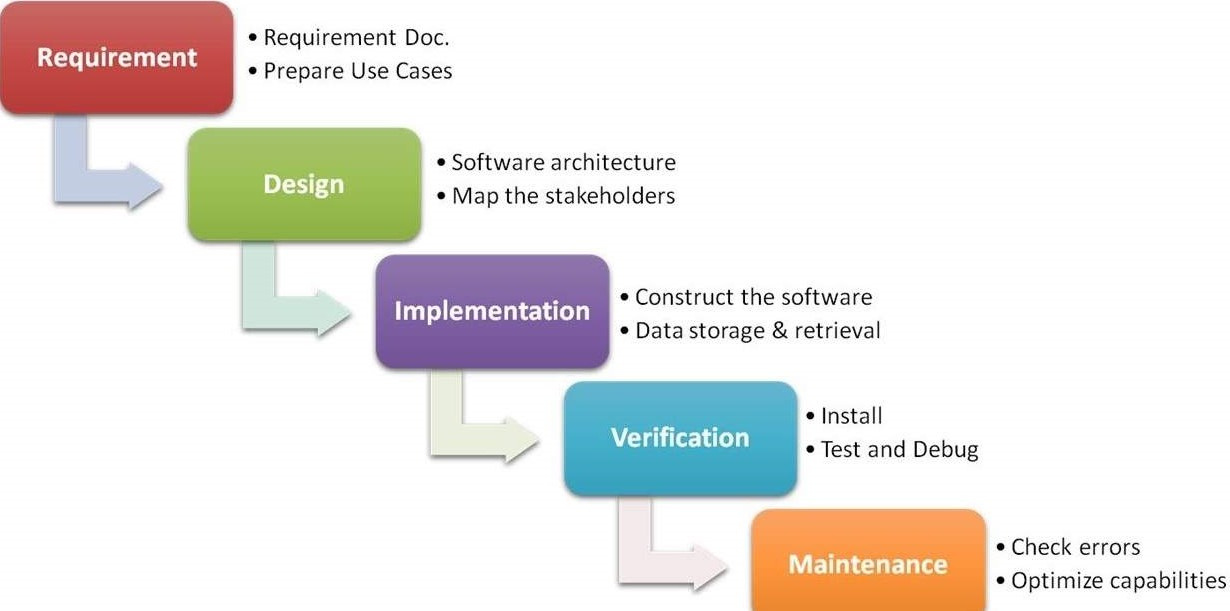 Requirement
• Requirement Doc.
• Prepare Use Cases
Design
• Software architecture
• Map the stakeholders
Implementation
• Construct the software
• Data storage & retrieval
Verification
• Install
• Test and Debug
Maintenance
• Check errors
• Optimize capabilities